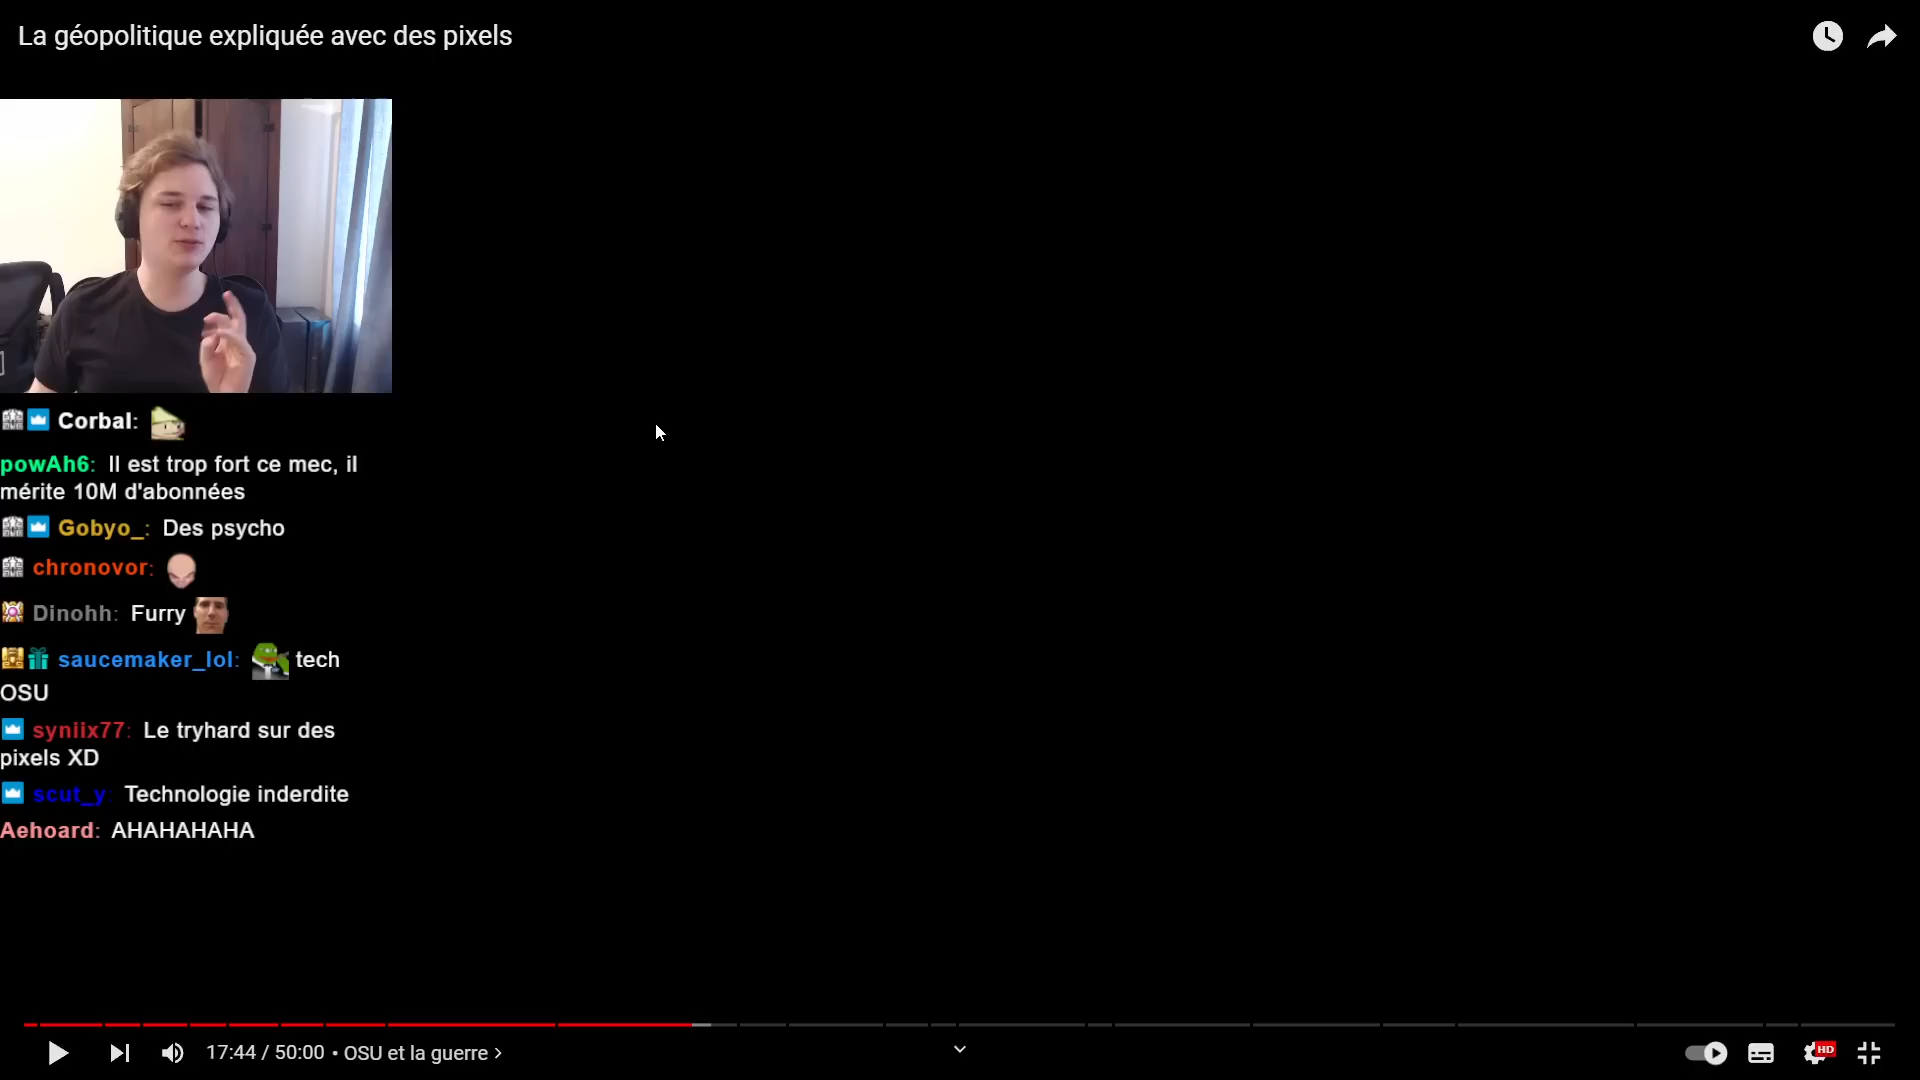 La géopolitique expliquée avec des pixels
Corbal:
powAh6: Il est trop fort ce mec, il
mérite 10M d'abonnées
Gobyo_: Des psycho
chronovor:
Dinohh: Furry
saucemaker_lol: tech
OSU
syniix77: Le tryhard sur des
pixels XD
scut_y: Technologie inderdite
Aehoard: AHAHAHAHA
17:44 / 50:00 • OSU et la guerre >
HD